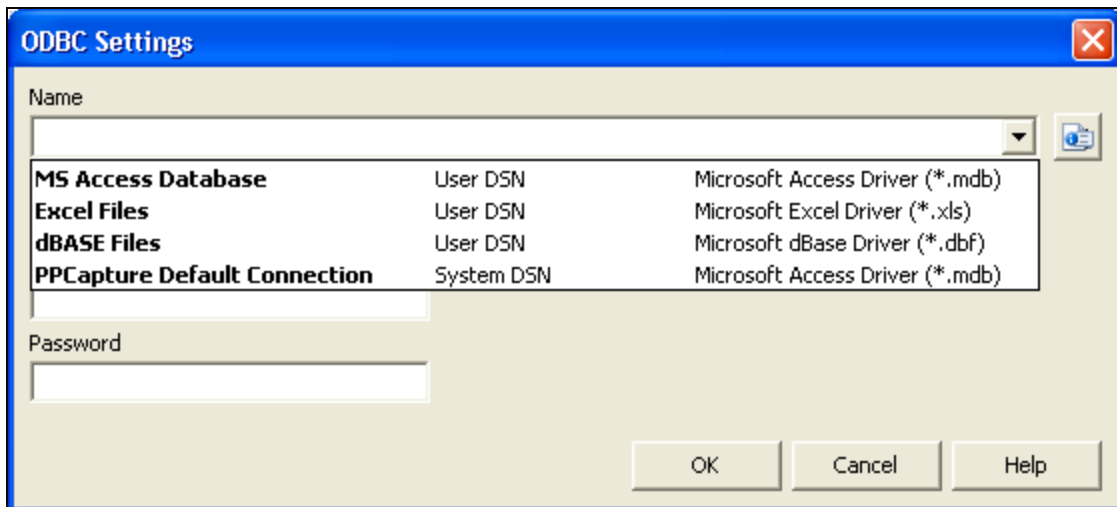 ODBC Settings
Name
MS Access Database User DSN Microsoft Access Driver (*.mdb)
Excel Files User DSN Microsoft Excel Driver (*.xls)
dBASE Files User DSN Microsoft dBase Driver (*.dbf)
PPCapture Default Connection System DSN Microsoft Access Driver (*.mdb)
Password
OK Cancel Help